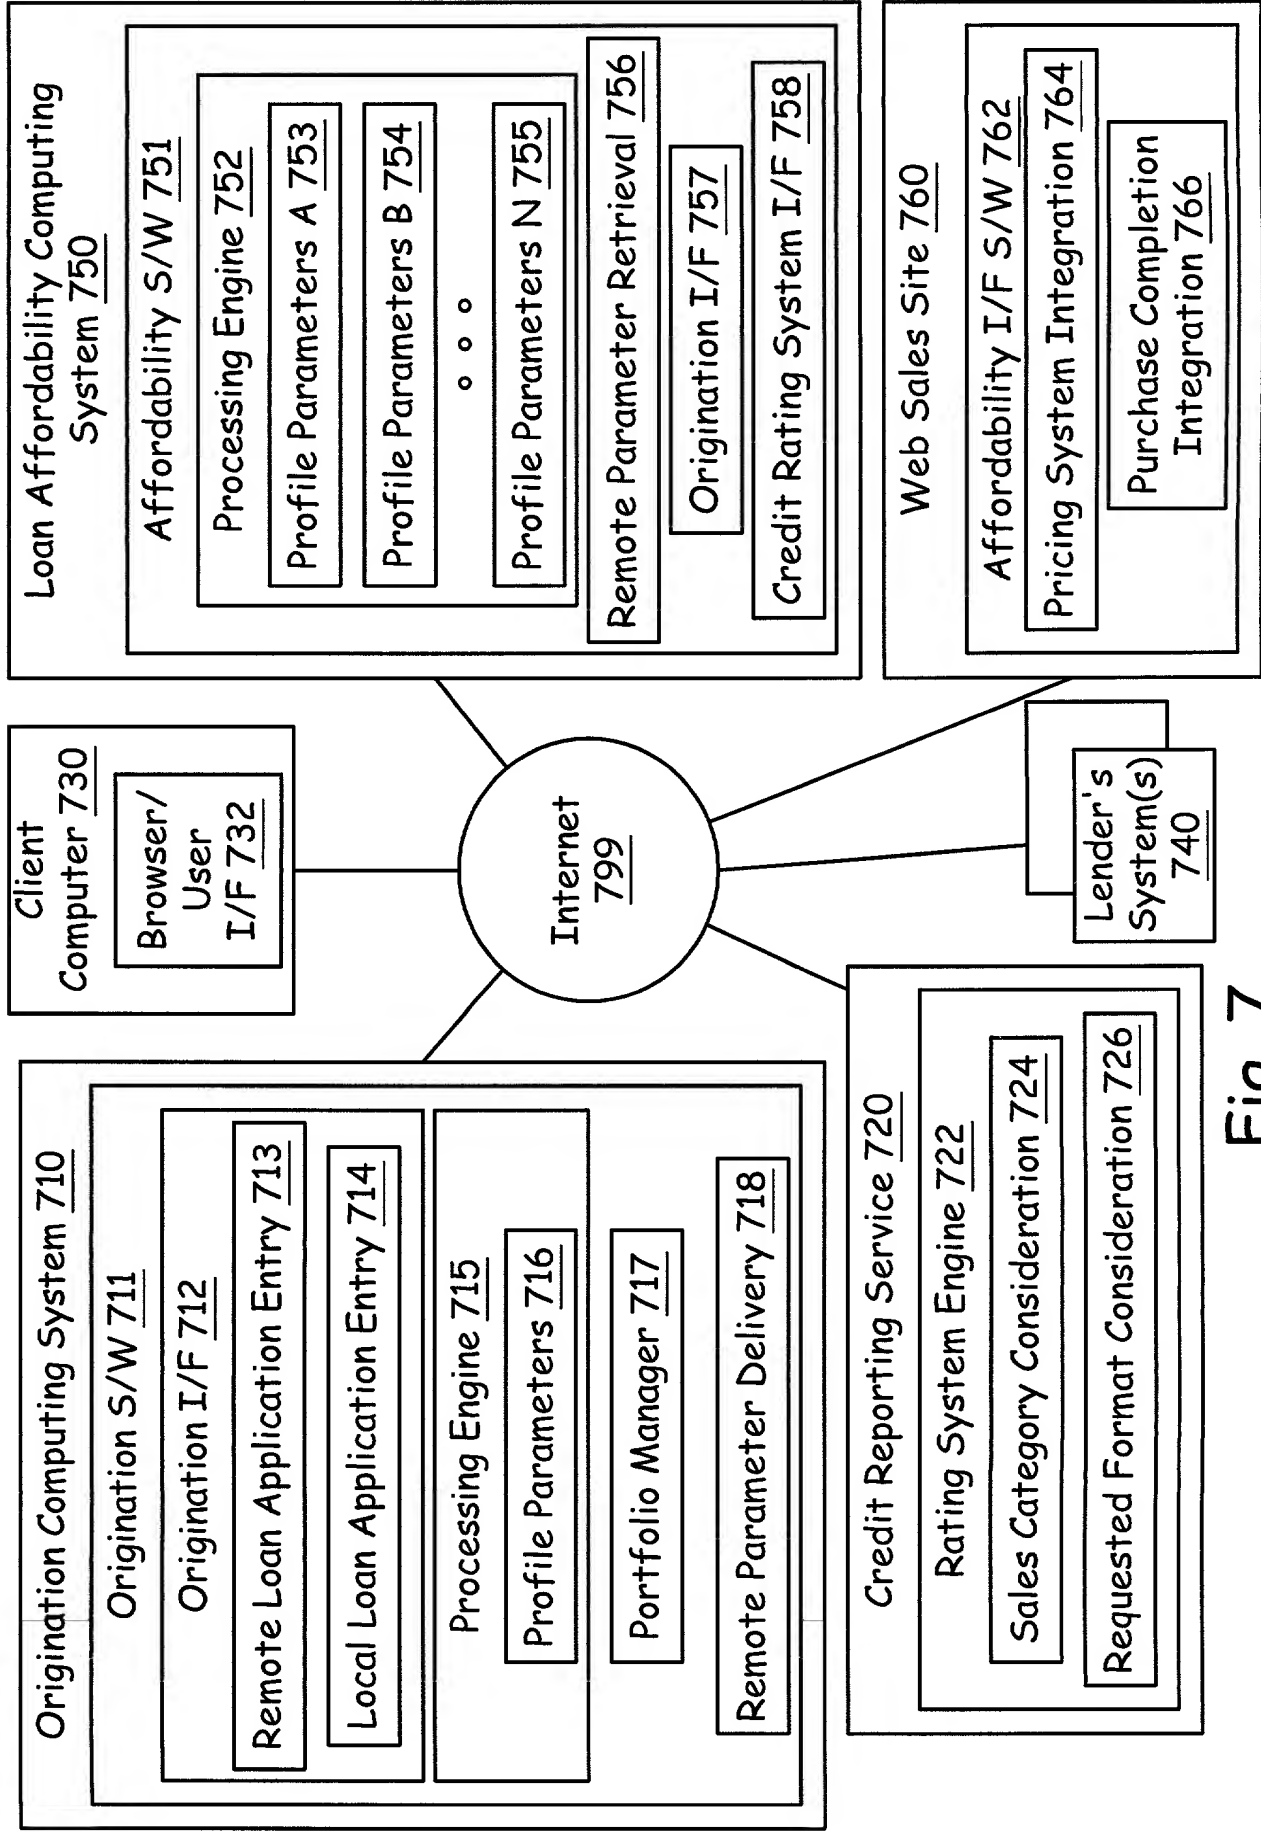 Origination Computing System 710
Origination S/W 711
Origination I/F 712
Remote Loan Application Entry 713
Local Loan Application Entry 714
Processing Engine 715
Profile Parameters 716
Portfolio Manager 717
Remote Parameter Delivery 718
Client
Computer 730
Browser/
User
I/F 732
Loan Affordability Computing
System 750
Affordability S/W 751
Processing Engine 752
Profile Parameters A 753
Profile Parameters B 754
Profile Parameters N 755
Remote Parameter Retrieval 756
Origination I/F 757
Credit Rating System I/F 758
Internet
799
Credit Reporting Service 720
Rating System Engine 722
Sales Category Consideration 724
Requested Format Consideration 726
Lender's
System(s)
740
Web Sales Site 760
Affordability I/F S/W 762
Pricing System Integration 764
Purchase Completion
Integration 766
Fig. 7